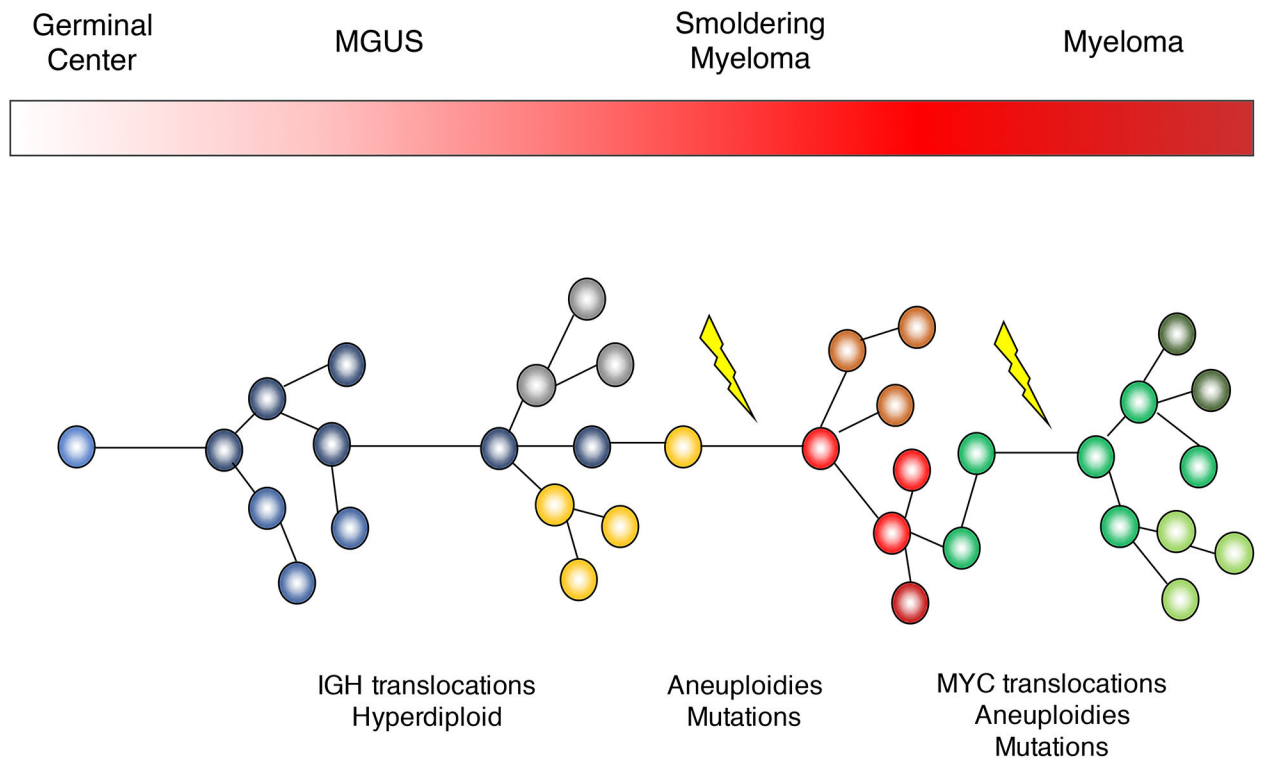 Germinal
Center
MGUS
Smoldering
Myeloma
Myeloma
IGH translocations
Hyperdiploid
Aneuploidies
Mutations
MYC translocations
Aneuploidies
Mutations